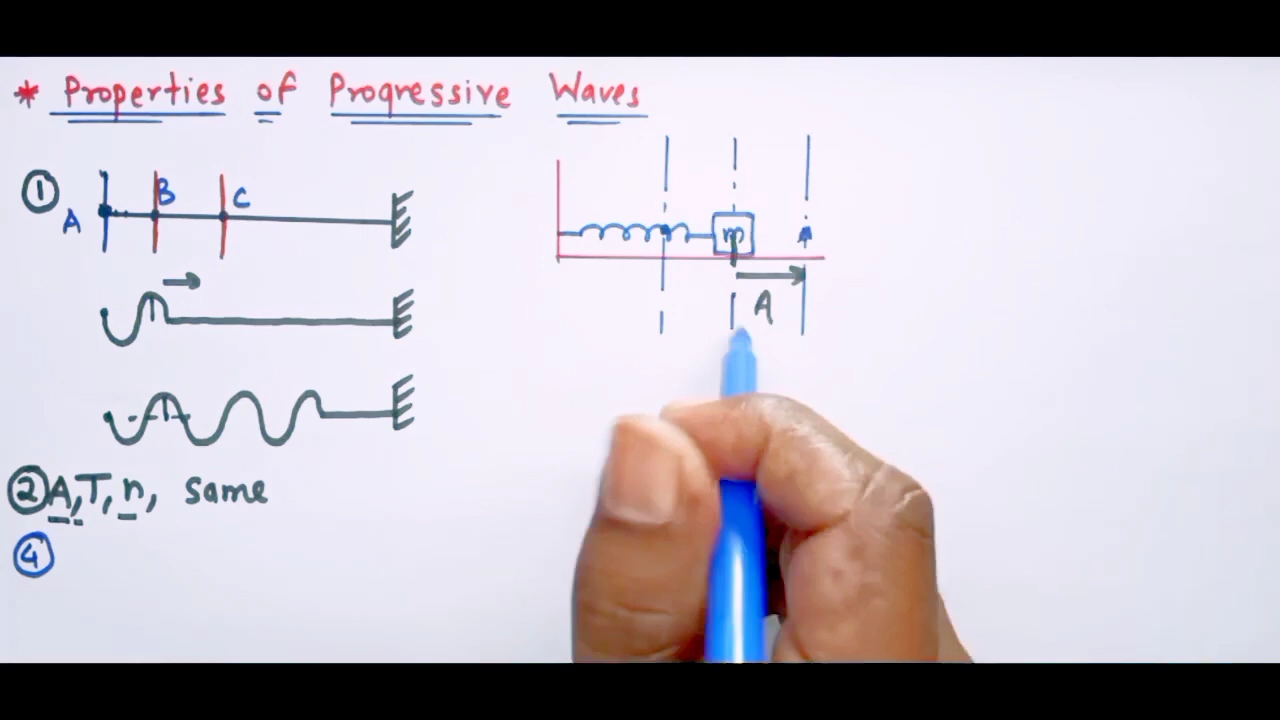 * Properties of Progressive Waves
① A B C
m
A
② A, T, n, same
④